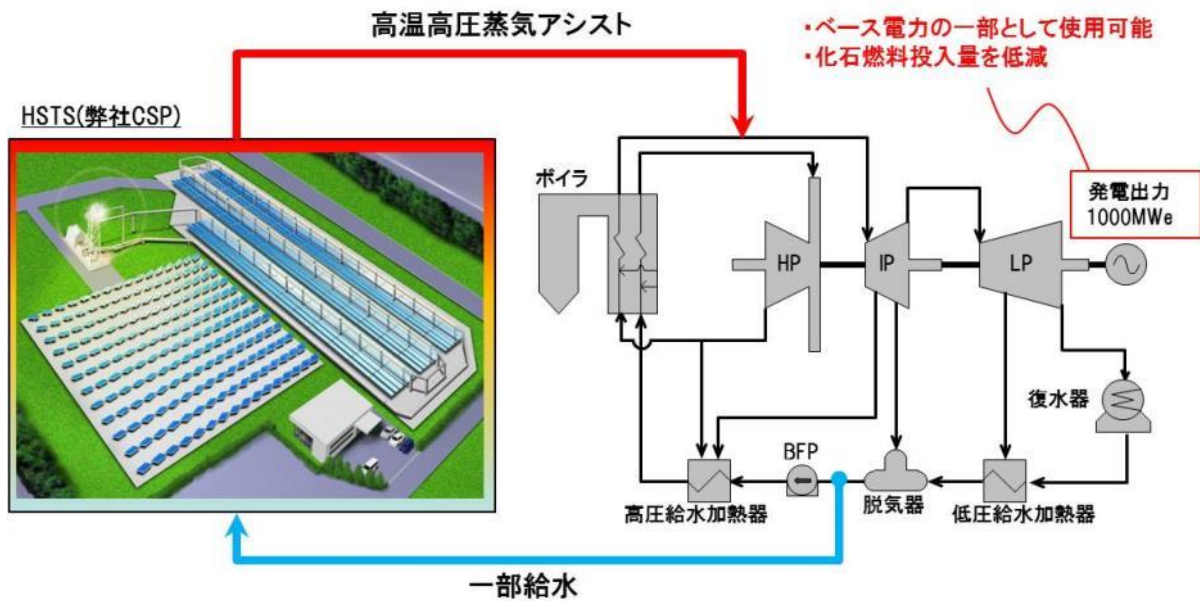 高温高圧蒸気アシスト
・ベース電力の一部として使用可能
・化石燃料投入量を低減
HSTS(弊社CSP)
ボイラ
発電出力
1000MWe
HP
IP
LP
復水器
BFP
高圧給水加熱器
脱気器
低圧給水加熱器
一部給水